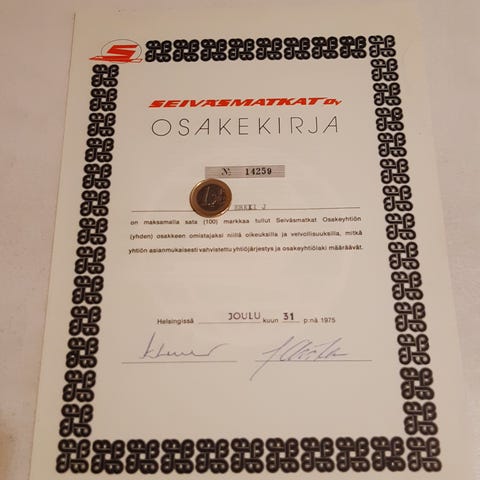 S
SEIVÄSMATKAT OY
OSAKEKIRJA
№ 14259
ERKKI J
on maksamalla sata (100) markkaa tullut Seiväsmatkat Osakeyhtiön
(yhden) osakkeen omistajaksi niillä oikeuksilla ja velvollisuuksilla, mitkä
yhtiön asianmukaisesti vahvistettu yhtiöjärjestys ja osakeyhtiölaki määräävät.
Helsingissä JOULU kuun 31 p:nä 1975